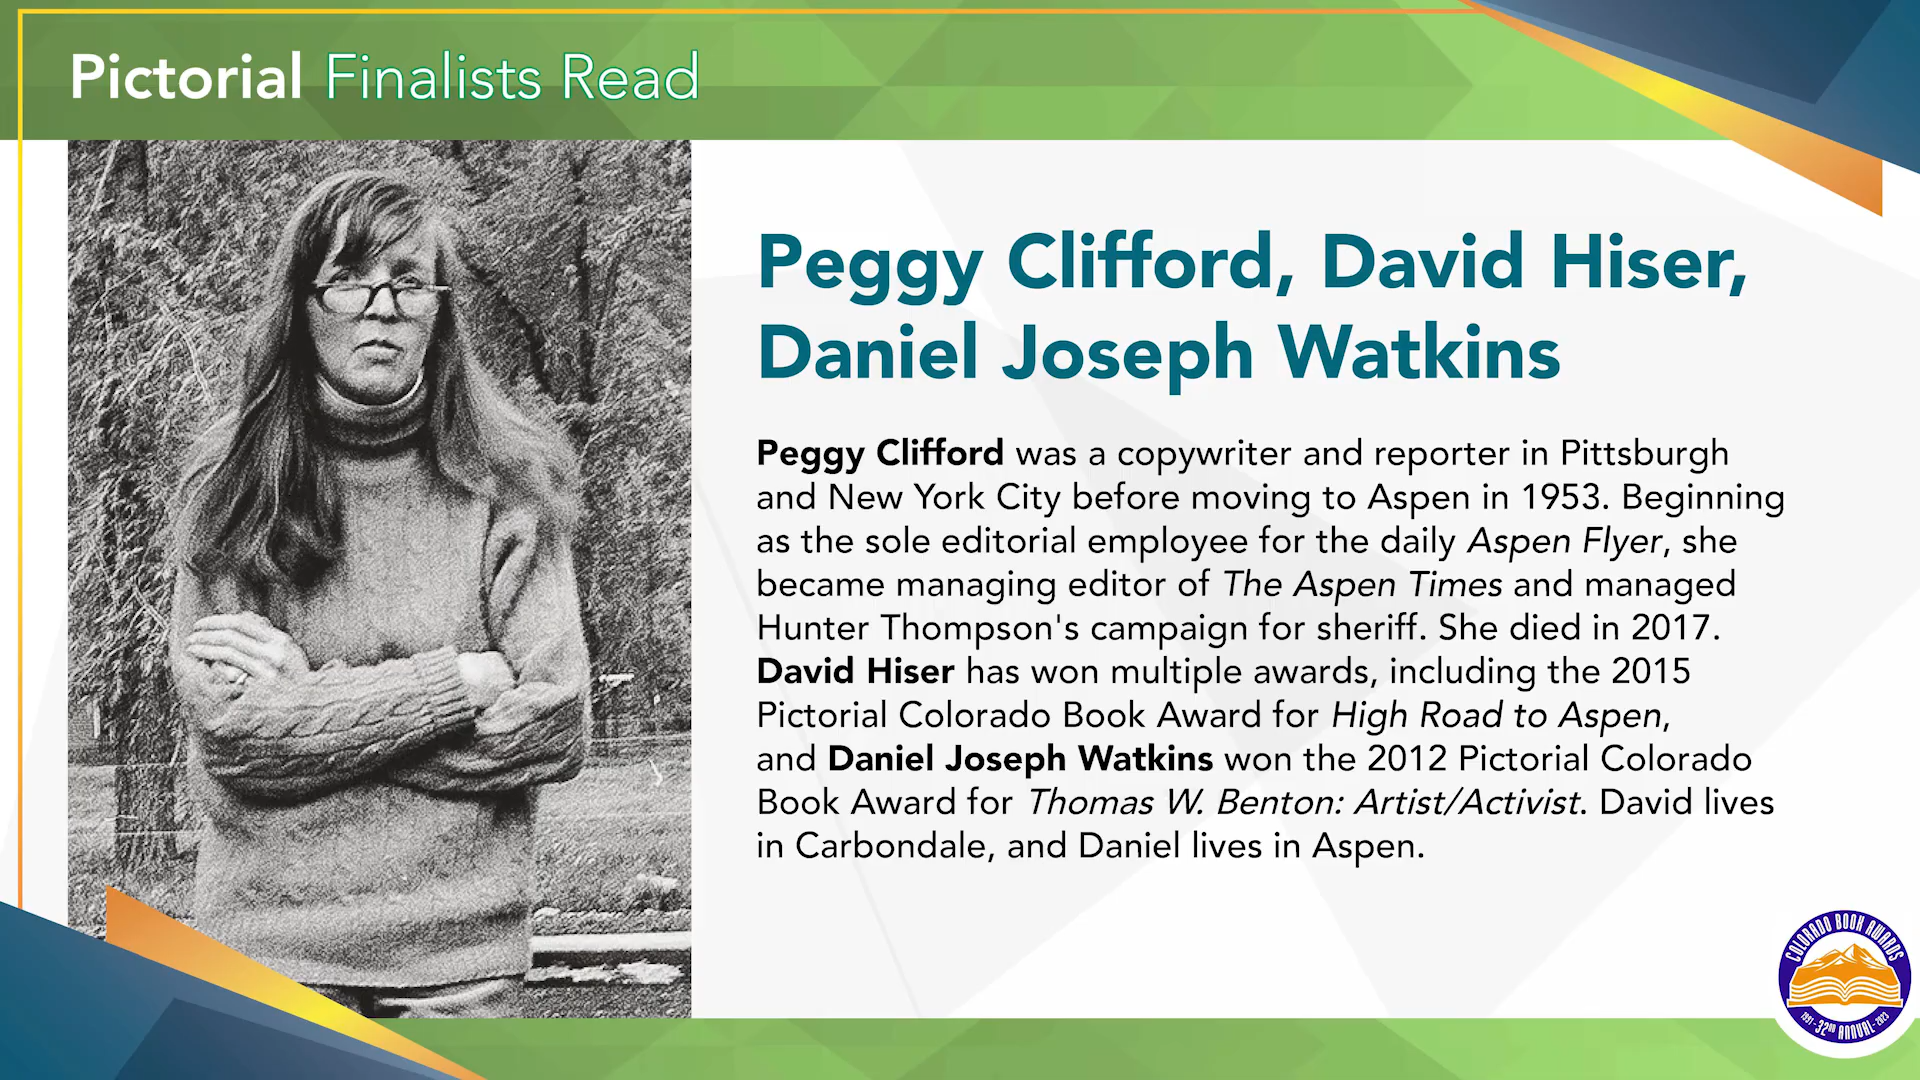 Pictorial Finalists Read
Peggy Clifford, David Hiser,
Daniel Joseph Watkins
Peggy Clifford was a copywriter and reporter in Pittsburgh
and New York City before moving to Aspen in 1953. Beginning
as the sole editorial employee for the daily Aspen Flyer, she
became managing editor of The Aspen Times and managed
Hunter Thompson's campaign for sheriff. She died in 2017.
David Hiser has won multiple awards, including the 2015
Pictorial Colorado Book Award for High Road to Aspen,
and Daniel Joseph Watkins won the 2012 Pictorial Colorado
Book Award for Thomas W. Benton: Artist/Activist. David lives
in Carbondale, and Daniel lives in Aspen.
COLORADO BOOK AWARDS
1991 - 32ND ANNUAL - 2023